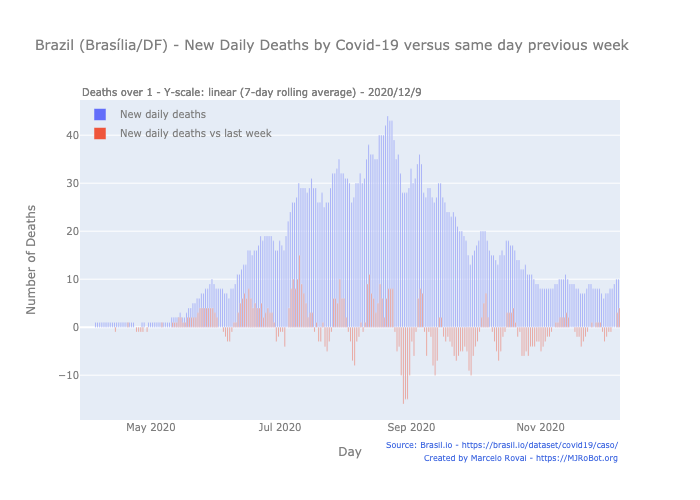 Brazil (Brasília/DF) - New Daily Deaths by Covid-19 versus same day previous week
Deaths over 1 - Y-scale: linear (7-day rolling average) - 2020/12/9
New daily deaths
New daily deaths vs last week
40
30
20
10
0
−10
Number of Deaths
May 2020
Jul 2020
Sep 2020
Nov 2020
Day
Source: Brasil.io - https://brasil.io/dataset/covid19/caso/
Created by Marcelo Rovai - https://MJRoBot.org